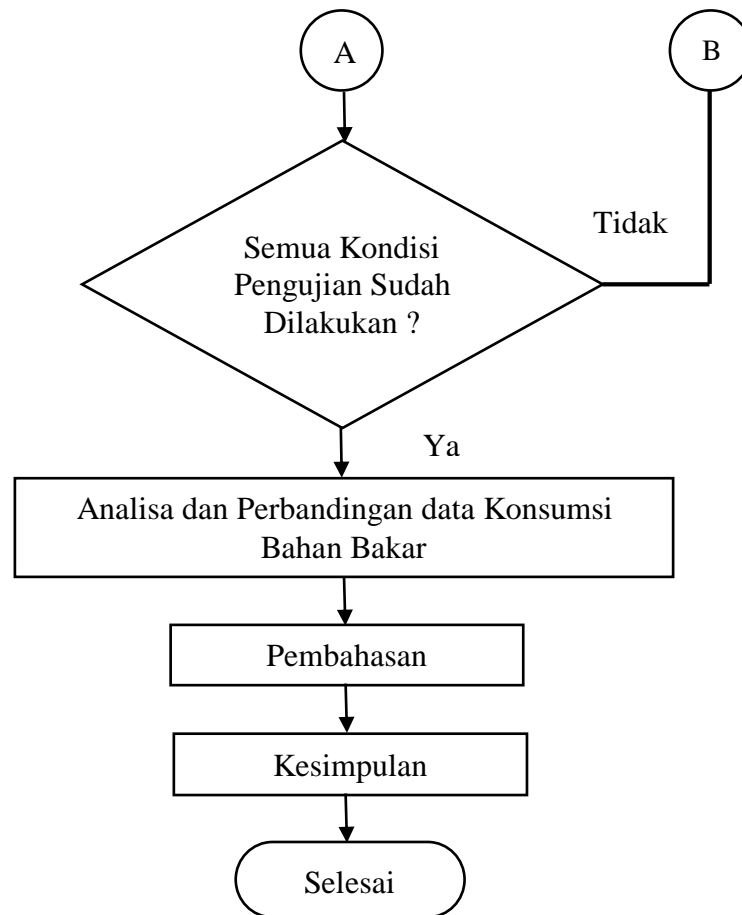 A
B
Tidak
Semua Kondisi
Pengujian Sudah
Dilakukan ?
Ya
Analisa dan Perbandingan data Konsumsi
Bahan Bakar
Pembahasan
Kesimpulan
Selesai